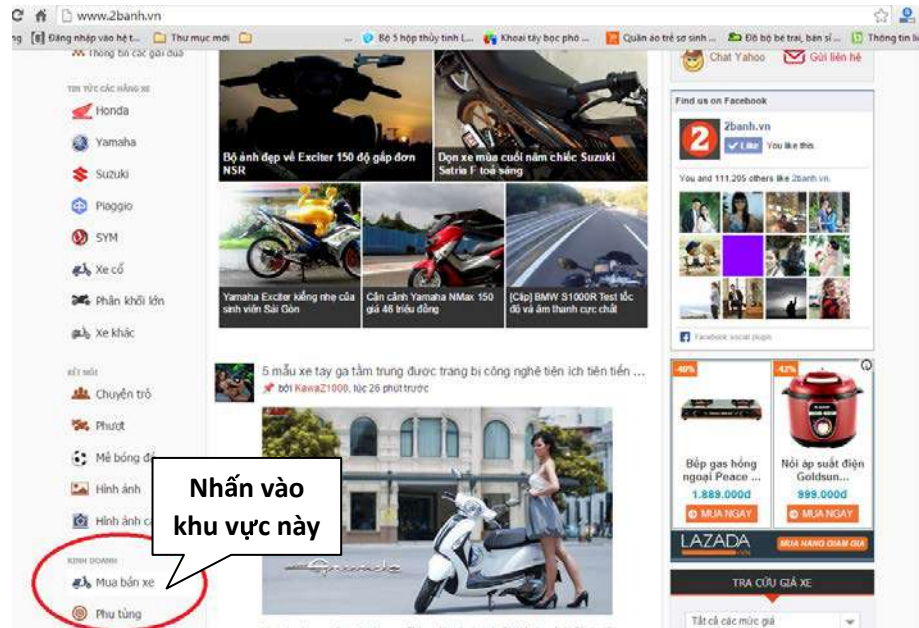 www.2banh.vn
Đăng nhập vào hệ t...
Thư mục mới
Bộ 5 hộp thủy tinh L...
Khoai tây bọc phô ...
Quần áo trẻ sơ sinh ...
Đồ bộ bé trai, bán sỉ ...
Thông tin liê
Thông tin các giải đua
TIN TỨC CÁC HÃNG XE
Honda
Yamaha
Suzuki
Piaggio
SYM
Xe cổ
Phân khối lớn
Xe khác
KẾT NỐI
Chuyện trò
Phượt
Mê bóng đá
Hình ảnh
Hình ảnh
KINH DOANH
Mua bán xe
Phụ tùng
Nhấn vào
khu vực này
Bộ ảnh đẹp về Exciter 150 độ gắp đơn
NSR
Dọn xe mùa cuối năm chiếc Suzuki
Satria F toả sáng
Yamaha Exciter kiểng nhẹ của
sinh viên Sài Gòn
Cận cảnh Yamaha NMax 150
giá 46 triệu đồng
[Clip] BMW S1000R Test tốc
độ và âm thanh cực chất
5 mẫu xe tay ga tầm trung được trang bị công nghệ tiện ích tiên tiến ...
bởi KawaZ1000, lúc 26 phút trước
Grande
Chat Yahoo
Gửi liên hệ
Find us on Facebook
2
2banh.vn
Like
You like this.
You and 111,205 others like 2banh.vn.
Facebook social plugin
-40%
-42%
Bếp gas hồng
ngoại Peace ...
1.889.000đ
MUA NGAY
Nồi áp suất điện
Goldsun...
999.000đ
MUA NGAY
LAZADA
.VN
MUA HÀNG GIẢM GIÁ
TRA CỨU GIÁ XE
Tất cả các mức giá